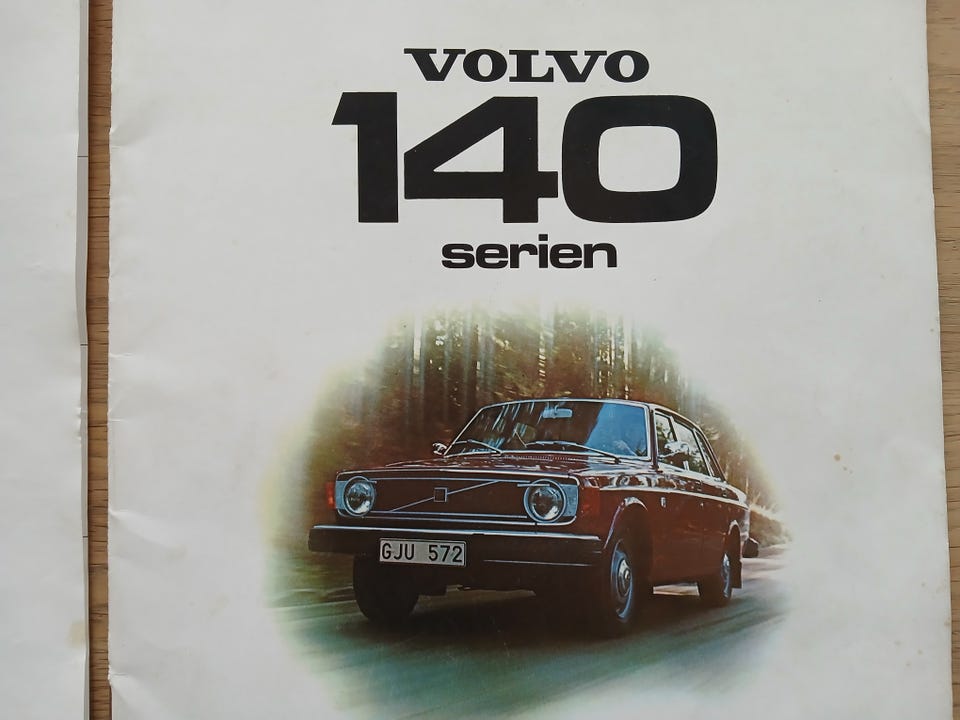 VOLVO
140
serien
GJU 572